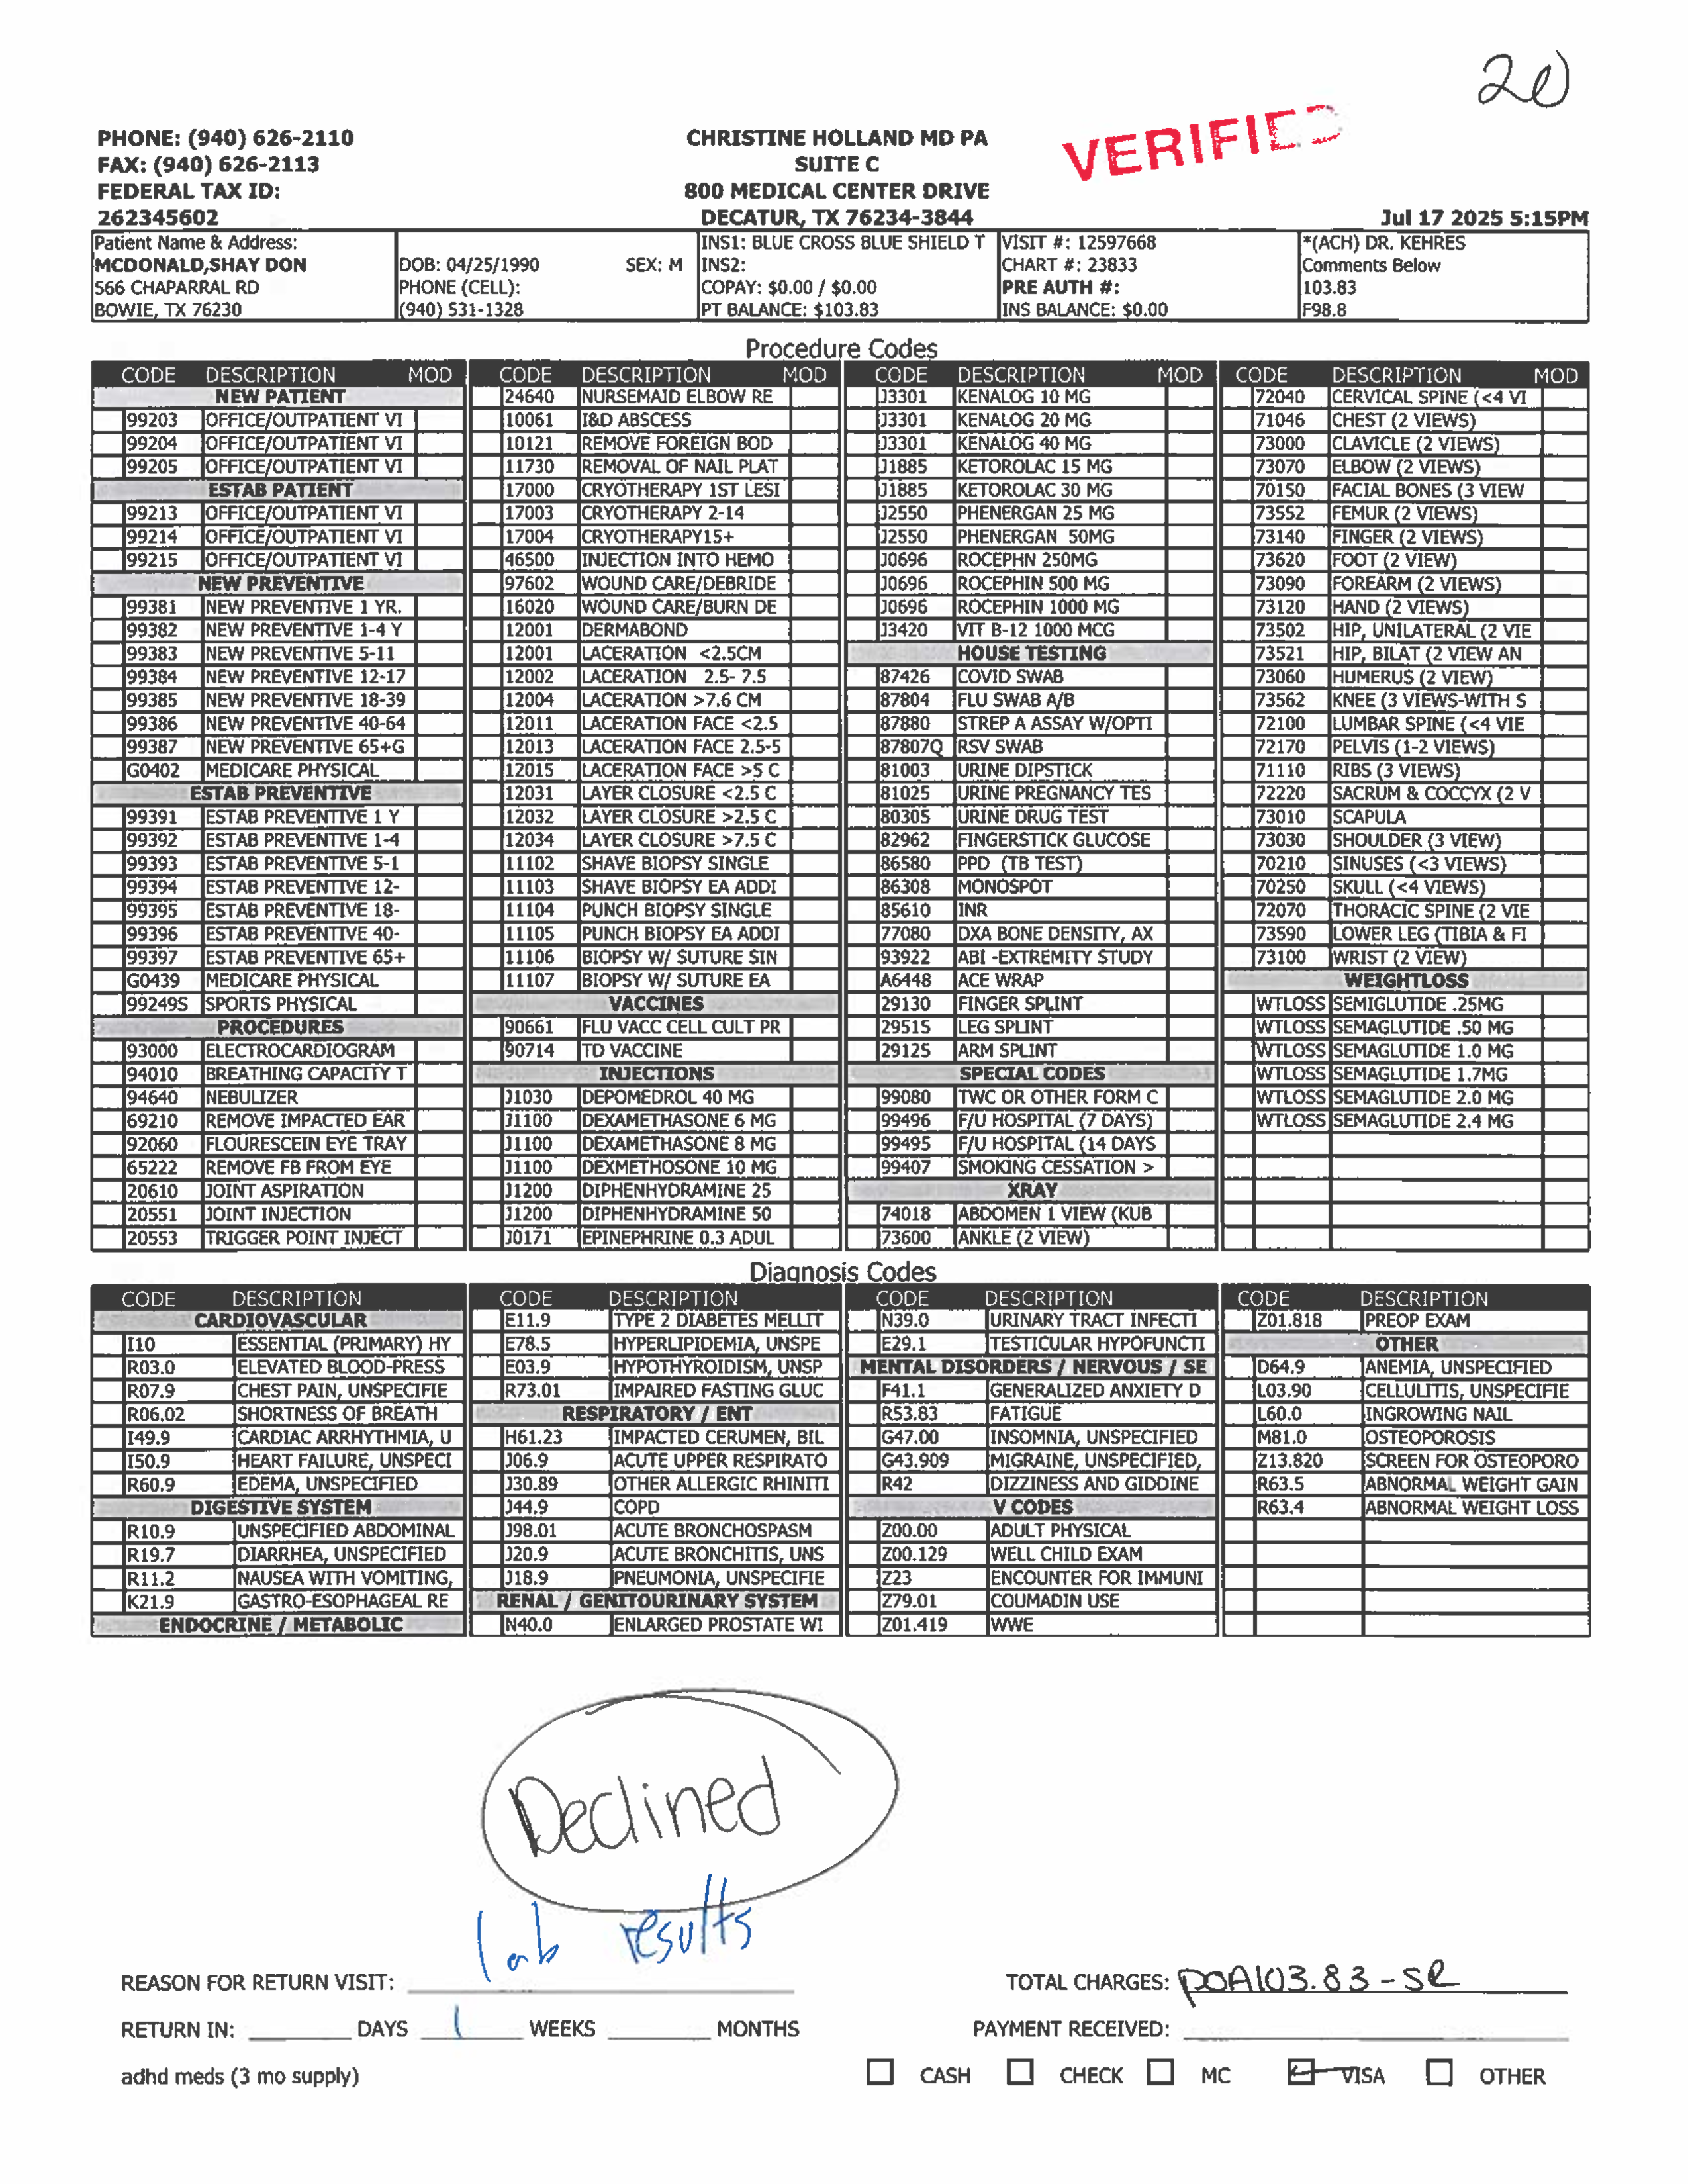 20
PHONE: (940) 626-2110
FAX: (940) 626-2113
FEDERAL TAX ID:
262345602
CHRISTINE HOLLAND MD PA
SUITE C
800 MEDICAL CENTER DRIVE
DECATUR, TX 76234-3844
VERIFIED
Jul 17 2025 5:15PM
Patient Name & Address:
MCDONALD,SHAY DON
566 CHAPARRAL RD
BOWIE, TX 76230
DOB: 04/25/1990 SEX: M
PHONE (CELL):
(940) 531-1328
INS1: BLUE CROSS BLUE SHIELD T
INS2:
COPAY: $0.00 / $0.00
PT BALANCE: $103.83
VISIT #: 12597668
CHART #: 23833
PRE AUTH #:
INS BALANCE: $0.00
*(ACH) DR. KEHRES
Comments Below
103.83
F98.8
Procedure Codes
CODE DESCRIPTION MOD
NEW PATIENT
99203 OFFICE/OUTPATIENT VI
99204 OFFICE/OUTPATIENT VI
99205 OFFICE/OUTPATIENT VI
ESTAB PATIENT
99213 OFFICE/OUTPATIENT VI
99214 OFFICE/OUTPATIENT VI
99215 OFFICE/OUTPATIENT VI
NEW PREVENTIVE
99381 NEW PREVENTIVE 1 YR.
99382 NEW PREVENTIVE 1-4 Y
99383 NEW PREVENTIVE 5-11
99384 NEW PREVENTIVE 12-17
99385 NEW PREVENTIVE 18-39
99386 NEW PREVENTIVE 40-64
99387 NEW PREVENTIVE 65+G
G0402 MEDICARE PHYSICAL
ESTAB PREVENTIVE
99391 ESTAB PREVENTIVE 1 Y
99392 ESTAB PREVENTIVE 1-4
99393 ESTAB PREVENTIVE 5-1
99394 ESTAB PREVENTIVE 12-
99395 ESTAB PREVENTIVE 18-
99396 ESTAB PREVENTIVE 40-
99397 ESTAB PREVENTIVE 65+
G0439 MEDICARE PHYSICAL
99249S SPORTS PHYSICAL
PROCEDURES
93000 ELECTROCARDIOGRAM
94010 BREATHING CAPACITY T
94640 NEBULIZER
69210 REMOVE IMPACTED EAR
92060 FLOURESCEIN EYE TRAY
65222 REMOVE FB FROM EYE
20610 JOINT ASPIRATION
20551 JOINT INJECTION
20553 TRIGGER POINT INJECT
CODE DESCRIPTION MOD
24640 NURSEMAID ELBOW RE
10061 I&D ABSCESS
10121 REMOVE FOREIGN BOD
11730 REMOVAL OF NAIL PLAT
17000 CRYOTHERAPY 1ST LESI
17003 CRYOTHERAPY 2-14
17004 CRYOTHERAPY15+
46500 INJECTION INTO HEMO
97602 WOUND CARE/DEBRIDE
16020 WOUND CARE/BURN DE
12001 DERMABOND
12001 LACERATION <2.5CM
12002 LACERATION 2.5- 7.5
12004 LACERATION >7.6 CM
12011 LACERATION FACE <2.5
12013 LACERATION FACE 2.5-5
12015 LACERATION FACE >5 C
12031 LAYER CLOSURE <2.5 C
12032 LAYER CLOSURE >2.5 C
12034 LAYER CLOSURE >7.5 C
11102 SHAVE BIOPSY SINGLE
11103 SHAVE BIOPSY EA ADDI
11104 PUNCH BIOPSY SINGLE
11105 PUNCH BIOPSY EA ADDI
11106 BIOPSY W/ SUTURE SIN
11107 BIOPSY W/ SUTURE EA
VACCINES
90661 FLU VACC CELL CULT PR
90714 TD VACCINE
INJECTIONS
J1030 DEPOMEDROL 40 MG
J1100 DEXAMETHASONE 6 MG
J1100 DEXAMETHASONE 8 MG
J1100 DEXMETHOSONE 10 MG
J1200 DIPHENHYDRAMINE 25
J1200 DIPHENHYDRAMINE 50
J0171 EPINEPHRINE 0.3 ADUL
CODE DESCRIPTION MOD
J3301 KENALOG 10 MG
J3301 KENALOG 20 MG
J3301 KENALOG 40 MG
J1885 KETOROLAC 15 MG
J1885 KETOROLAC 30 MG
J2550 PHENERGAN 25 MG
J2550 PHENERGAN 50MG
J0696 ROCEPHN 250MG
J0696 ROCEPHIN 500 MG
J0696 ROCEPHIN 1000 MG
J3420 VIT B-12 1000 MCG
HOUSE TESTING
87426 COVID SWAB
87804 FLU SWAB A/B
87880 STREP A ASSAY W/OPTI
87807Q RSV SWAB
81003 URINE DIPSTICK
81025 URINE PREGNANCY TES
80305 URINE DRUG TEST
82962 FINGERSTICK GLUCOSE
86580 PPD (TB TEST)
86308 MONOSPOT
85610 INR
77080 DXA BONE DENSITY, AX
93922 ABI -EXTREMITY STUDY
A6448 ACE WRAP
29130 FINGER SPLINT
29515 LEG SPLINT
29125 ARM SPLINT
SPECIAL CODES
99080 TWC OR OTHER FORM C
99496 F/U HOSPITAL (7 DAYS)
99495 F/U HOSPITAL (14 DAYS
99407 SMOKING CESSATION >
XRAY
74018 ABDOMEN 1 VIEW (KUB
73600 ANKLE (2 VIEW)
CODE DESCRIPTION MOD
72040 CERVICAL SPINE (<4 VI
71046 CHEST (2 VIEWS)
73000 CLAVICLE (2 VIEWS)
73070 ELBOW (2 VIEWS)
70150 FACIAL BONES (3 VIEW
73552 FEMUR (2 VIEWS)
73140 FINGER (2 VIEWS)
73620 FOOT (2 VIEW)
73090 FOREARM (2 VIEWS)
73120 HAND (2 VIEWS)
73502 HIP, UNILATERAL (2 VIE
73521 HIP, BILAT (2 VIEW AN
73060 HUMERUS (2 VIEW)
73562 KNEE (3 VIEWS-WITH S
72100 LUMBAR SPINE (<4 VIE
72170 PELVIS (1-2 VIEWS)
71110 RIBS (3 VIEWS)
72220 SACRUM & COCCYX (2 V
73010 SCAPULA
73030 SHOULDER (3 VIEW)
70210 SINUSES (<3 VIEWS)
70250 SKULL (<4 VIEWS)
72070 THORACIC SPINE (2 VIE
73590 LOWER LEG (TIBIA & FI
73100 WRIST (2 VIEW)
WEIGHTLOSS
WTLOSS SEMIGLUTIDE .25MG
WTLOSS SEMAGLUTIDE .50 MG
WTLOSS SEMAGLUTIDE 1.0 MG
WTLOSS SEMAGLUTIDE 1.7MG
WTLOSS SEMAGLUTIDE 2.0 MG
WTLOSS SEMAGLUTIDE 2.4 MG
Diagnosis Codes
CODE DESCRIPTION
CARDIOVASCULAR
I10 ESSENTIAL (PRIMARY) HY
R03.0 ELEVATED BLOOD-PRESS
R07.9 CHEST PAIN, UNSPECIFIE
R06.02 SHORTNESS OF BREATH
I49.9 CARDIAC ARRHYTHMIA, U
I50.9 HEART FAILURE, UNSPECI
R60.9 EDEMA, UNSPECIFIED
DIGESTIVE SYSTEM
R10.9 UNSPECIFIED ABDOMINAL
R19.7 DIARRHEA, UNSPECIFIED
R11.2 NAUSEA WITH VOMITING,
K21.9 GASTRO-ESOPHAGEAL RE
ENDOCRINE / METABOLIC
CODE DESCRIPTION
E11.9 TYPE 2 DIABETES MELLIT
E78.5 HYPERLIPIDEMIA, UNSPE
E03.9 HYPOTHYROIDISM, UNSP
R73.01 IMPAIRED FASTING GLUC
RESPIRATORY / ENT
H61.23 IMPACTED CERUMEN, BIL
J06.9 ACUTE UPPER RESPIRATO
J30.89 OTHER ALLERGIC RHINITI
J44.9 COPD
J98.01 ACUTE BRONCHOSPASM
J20.9 ACUTE BRONCHITIS, UNS
J18.9 PNEUMONIA, UNSPECIFIE
RENAL / GENITOURINARY SYSTEM
N40.0 ENLARGED PROSTATE WI
CODE DESCRIPTION
N39.0 URINARY TRACT INFECTI
E29.1 TESTICULAR HYPOFUNCTI
MENTAL DISORDERS / NERVOUS / SE
F41.1 GENERALIZED ANXIETY D
R53.83 FATIGUE
G47.00 INSOMNIA, UNSPECIFIED
G43.909 MIGRAINE, UNSPECIFIED,
R42 DIZZINESS AND GIDDINE
V CODES
Z00.00 ADULT PHYSICAL
Z00.129 WELL CHILD EXAM
Z23 ENCOUNTER FOR IMMUNI
Z79.01 COUMADIN USE
Z01.419 WWE
CODE DESCRIPTION
Z01.818 PREOP EXAM
OTHER
D64.9 ANEMIA, UNSPECIFIED
L03.90 CELLULITIS, UNSPECIFIE
L60.0 INGROWING NAIL
M81.0 OSTEOPOROSIS
Z13.820 SCREEN FOR OSTEOPORO
R63.5 ABNORMAL WEIGHT GAIN
R63.4 ABNORMAL WEIGHT LOSS
Declined
REASON FOR RETURN VISIT: lab results
RETURN IN: DAYS 1 WEEKS MONTHS
adhd meds (3 mo supply)
TOTAL CHARGES: POA103.83-SR
PAYMENT RECEIVED:
CASH CHECK MC VISA OTHER